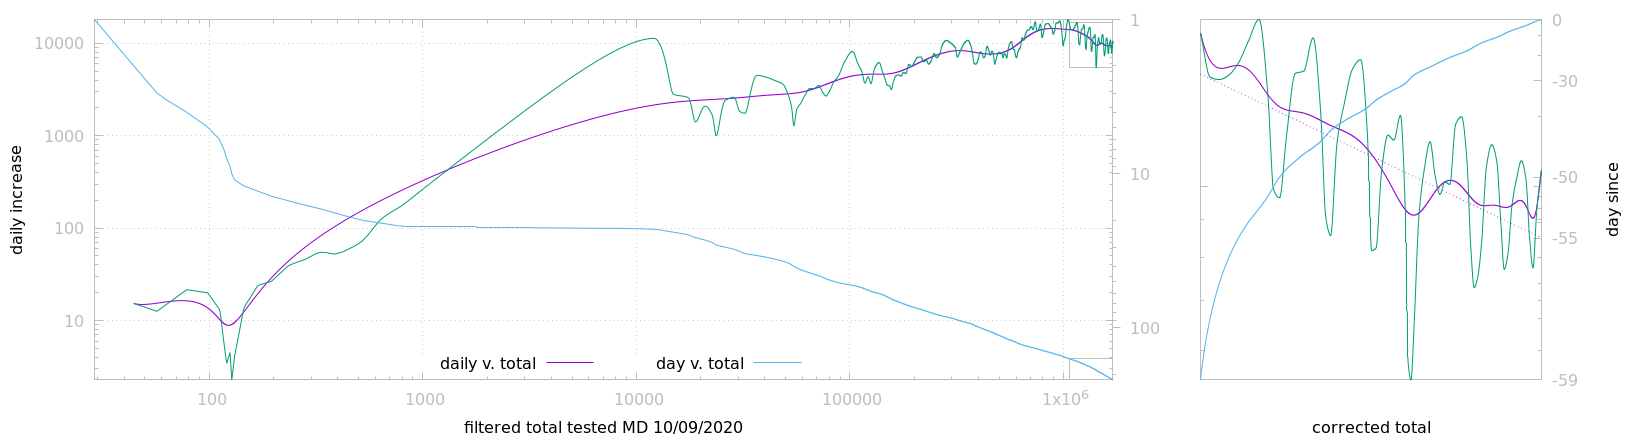 10000
1000
100
10
daily increase
100
1000
10000
100000
1x10^6
1
10
100
daily v. total
day v. total
filtered total tested MD 10/09/2020
0
-30
-50
-55
-59
day since
corrected total